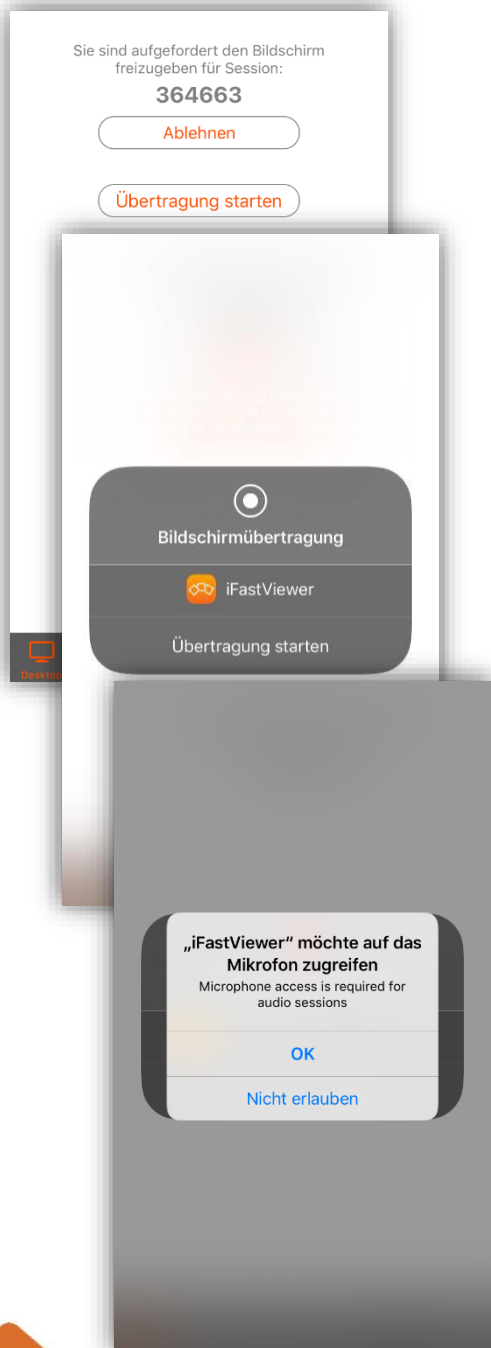 Sie sind aufgefordert den Bildschirm
freizugeben für Session:
364663
Ablehnen
Übertragung starten
Desktop
Bildschirmübertragung
iFastViewer
Übertragung starten
„iFastViewer“ möchte auf das
Mikrofon zugreifen
Microphone access is required for
audio sessions
OK
Nicht erlauben